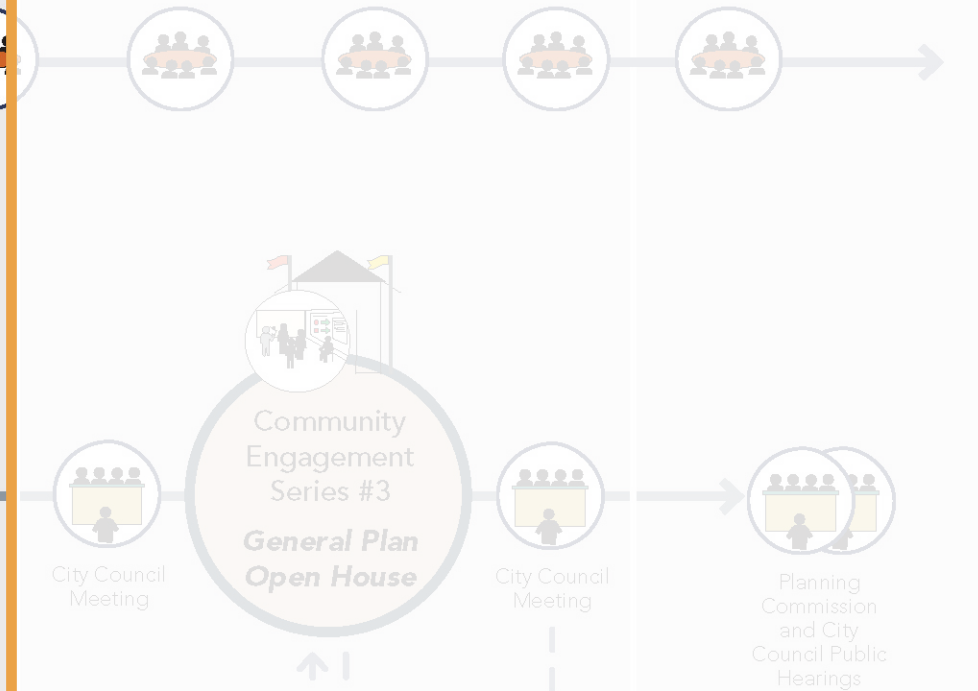 Community
Engagement
Series #3
General Plan
Open House
City Council
Meeting
City Council
Meeting
Planning
Commission
and City
Council Public
Hearings